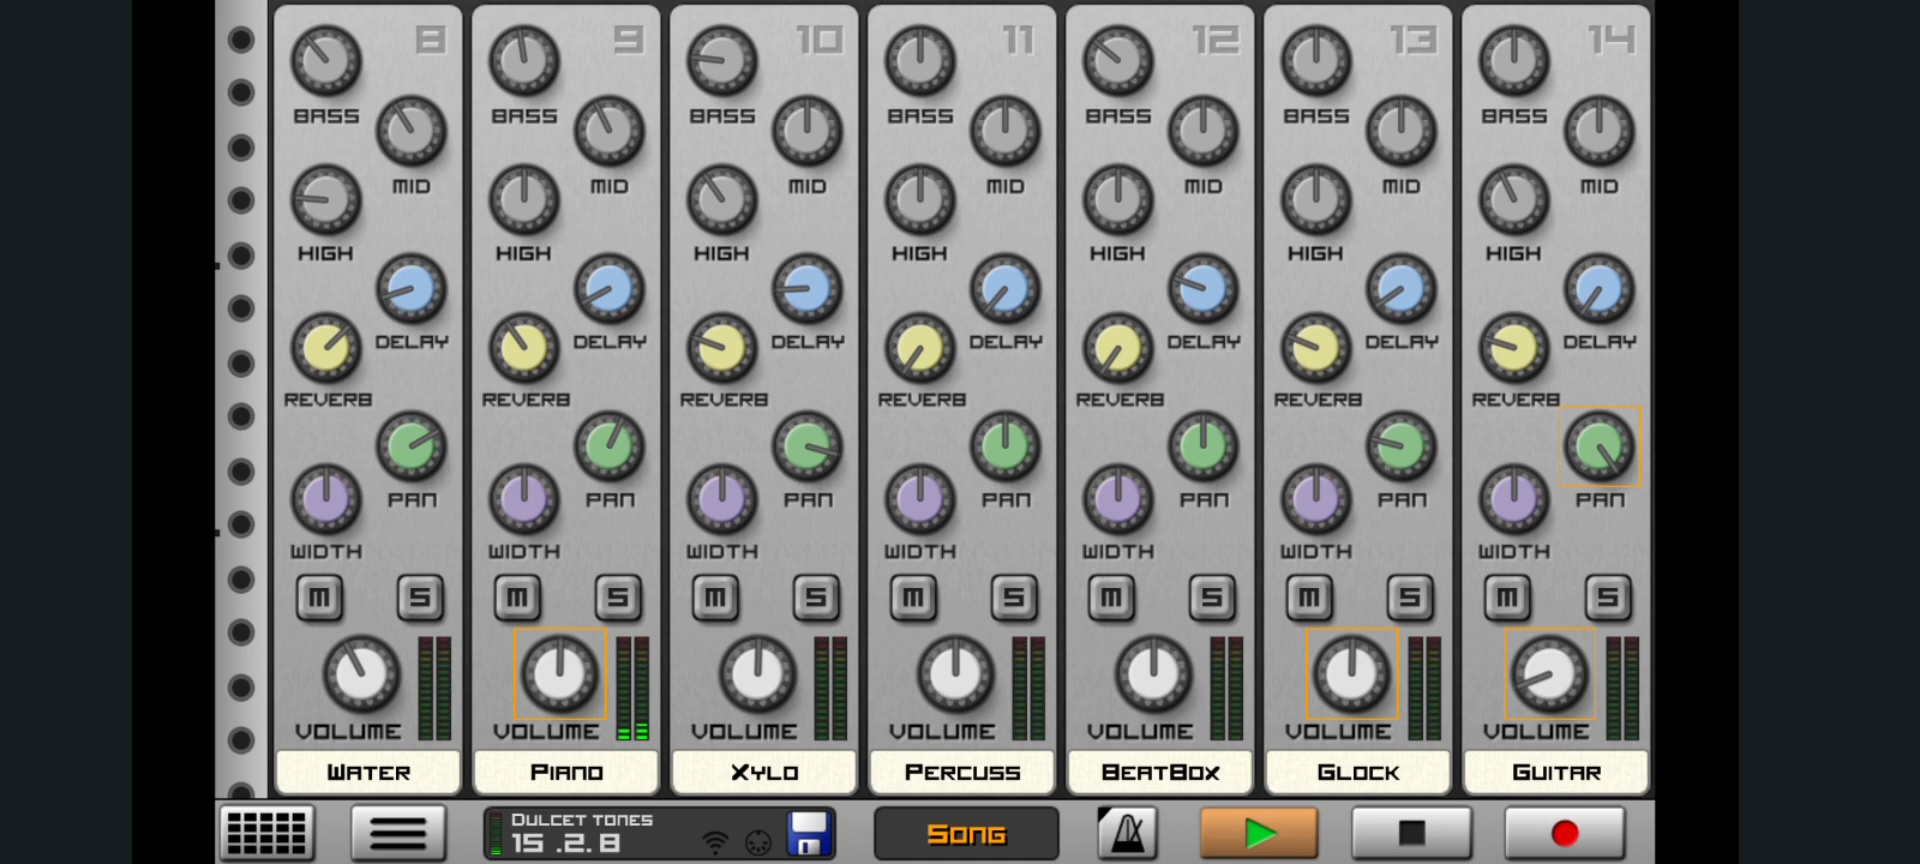 8 9 10 11 12 13 14
BASS BASS BASS BASS BASS BASS BASS
MID MID MID MID MID MID MID
HIGH HIGH HIGH HIGH HIGH HIGH HIGH
DELAY DELAY DELAY DELAY DELAY DELAY DELAY
REVERB REVERB REVERB REVERB REVERB REVERB REVERB
PAN PAN PAN PAN PAN PAN PAN
WIDTH WIDTH WIDTH WIDTH WIDTH WIDTH WIDTH
M S M S M S M S M S M S M S
VOLUME VOLUME VOLUME VOLUME VOLUME VOLUME VOLUME
WATER PIANO XYLO PERCUSS BEATBOX GLOCK GUITAR
DULCET TONES
15 .2. 8
SONG